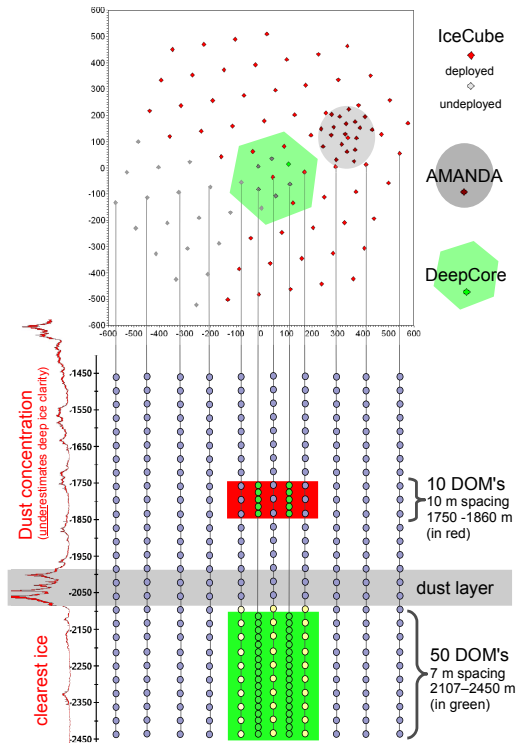 600
500
400
300
200
100
0
-100
-200
-300
-400
-500
-600
-600 -500 -400 -300 -200 -100 0 100 200 300 400 500 600
IceCube
deployed
undeployed
AMANDA
DeepCore
Dust concentration
(underestimates deep ice clarity)
clearest ice
-1450
-1550
-1650
-1750
-1850
-1950
-2050
-2150
-2250
-2350
-2450
10 DOM's
10 m spacing
1750 -1860 m
(in red)
dust layer
50 DOM's
7 m spacing
2107–2450 m
(in green)